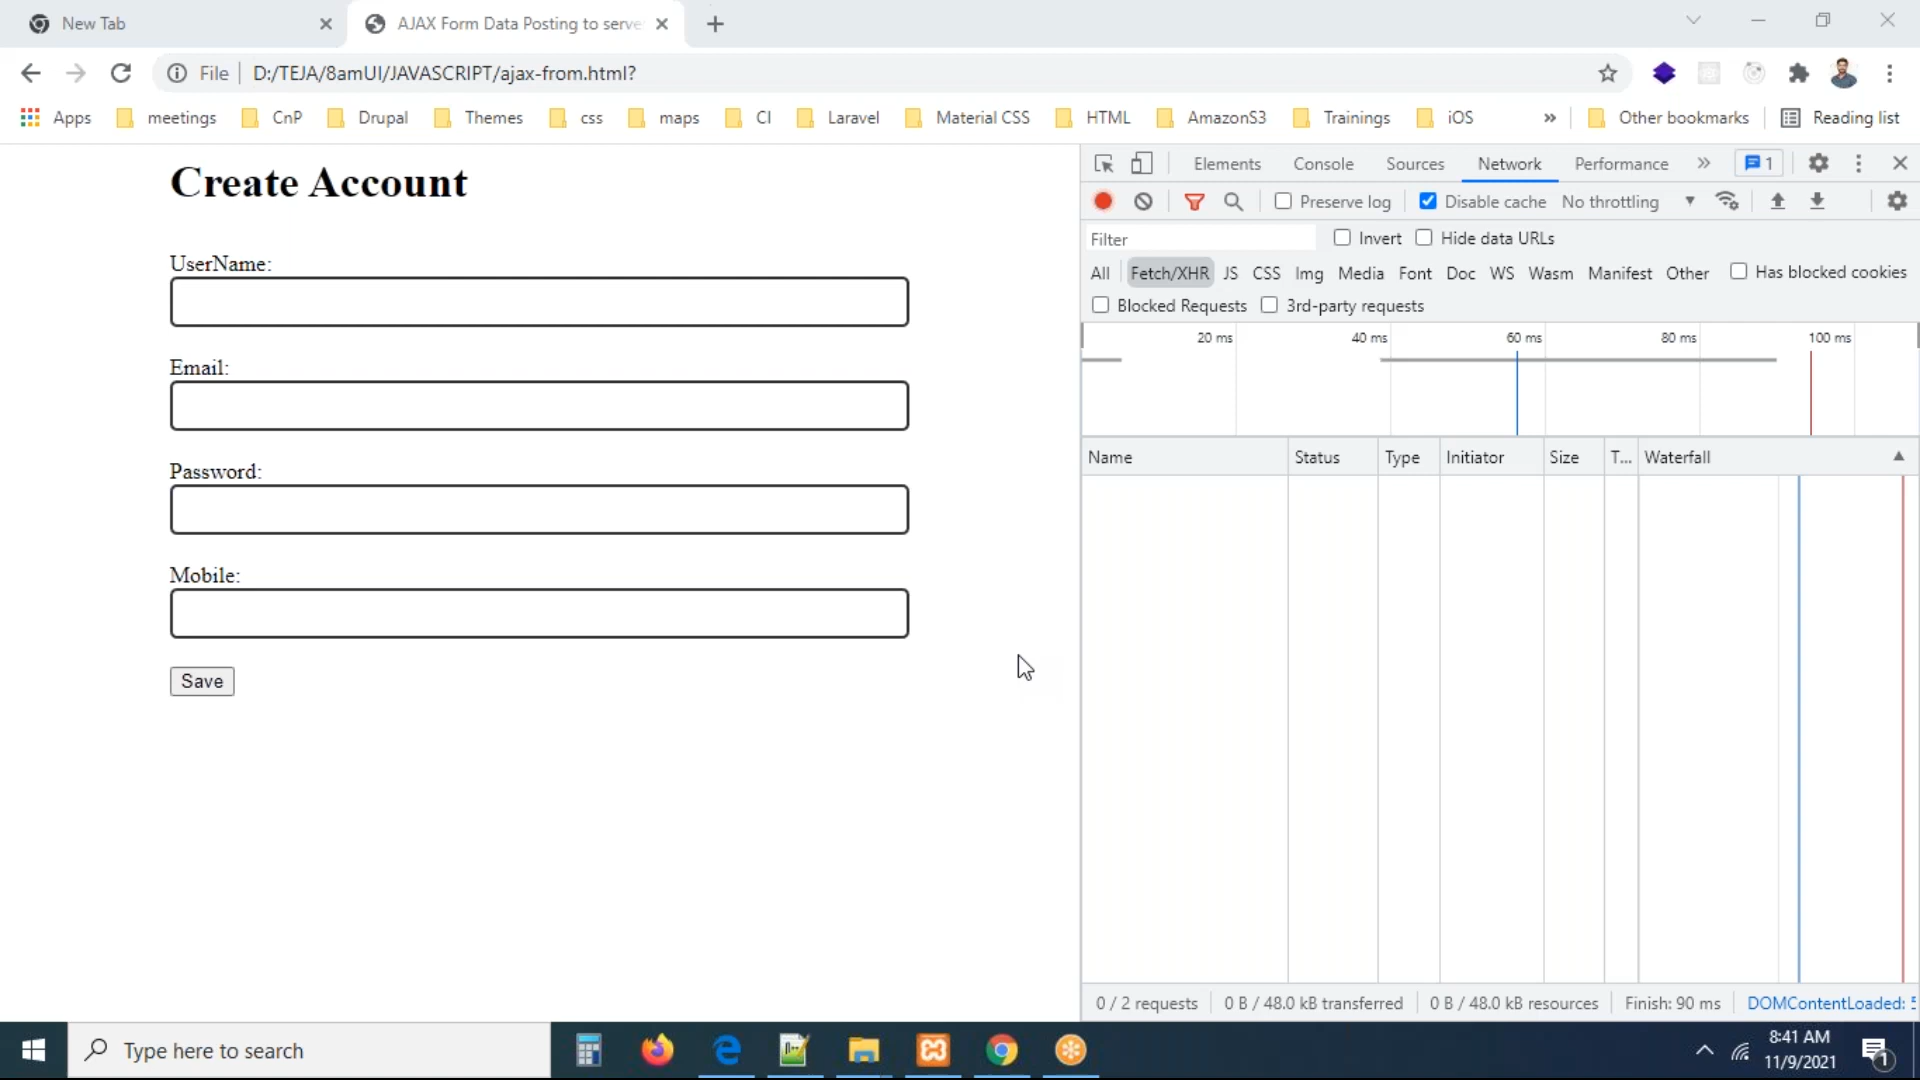 New Tab
AJAX Form Data Posting to serve
File D:/TEJA/8amUI/JAVASCRIPT/ajax-from.html?
Apps meetings CnP Drupal Themes css maps CI Laravel Material CSS HTML AmazonS3 Trainings iOS » Other bookmarks Reading list
Create Account
UserName:
Email:
Password:
Mobile:
Save
Elements Console Sources Network Performance » 1
Preserve log Disable cache No throttling
Filter Invert Hide data URLs
All Fetch/XHR JS CSS Img Media Font Doc WS Wasm Manifest Other Has blocked cookies
Blocked Requests 3rd-party requests
20 ms 40 ms 60 ms 80 ms 100 ms
Name Status Type Initiator Size T... Waterfall
0 / 2 requests 0 B / 48.0 kB transferred 0 B / 48.0 kB resources Finish: 90 ms DOMContentLoaded:
Type here to search
8:41 AM
11/9/2021
1